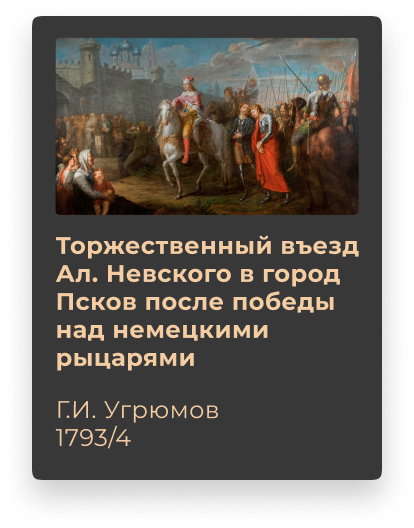 Торжественный въезд
Ал. Невского в город
Псков после победы
над немецкими
рыцарями
Г.И. Угрюмов
1793/4